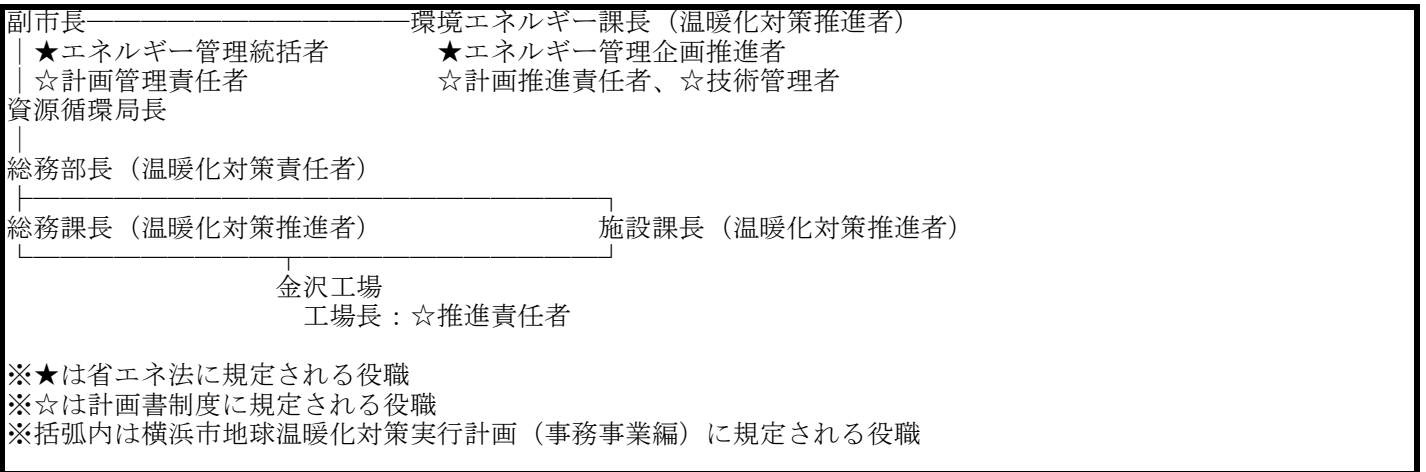 副市長────────────環境エネルギー課長（温暖化対策推進者）
│★エネルギー管理統括者　　　　★エネルギー管理企画推進者
│☆計画管理責任者　　　　　　　☆計画推進責任者、☆技術管理者
資源循環局長
│
総務部長（温暖化対策責任者）
├─────────────────────┐
総務課長（温暖化対策推進者）　　　　　　　　施設課長（温暖化対策推進者）
└─────────┬───────────┘
金沢工場
工場長：☆推進責任者
※★は省エネ法に規定される役職
※☆は計画書制度に規定される役職
※括弧内は横浜市地球温暖化対策実行計画（事務事業編）に規定される役職